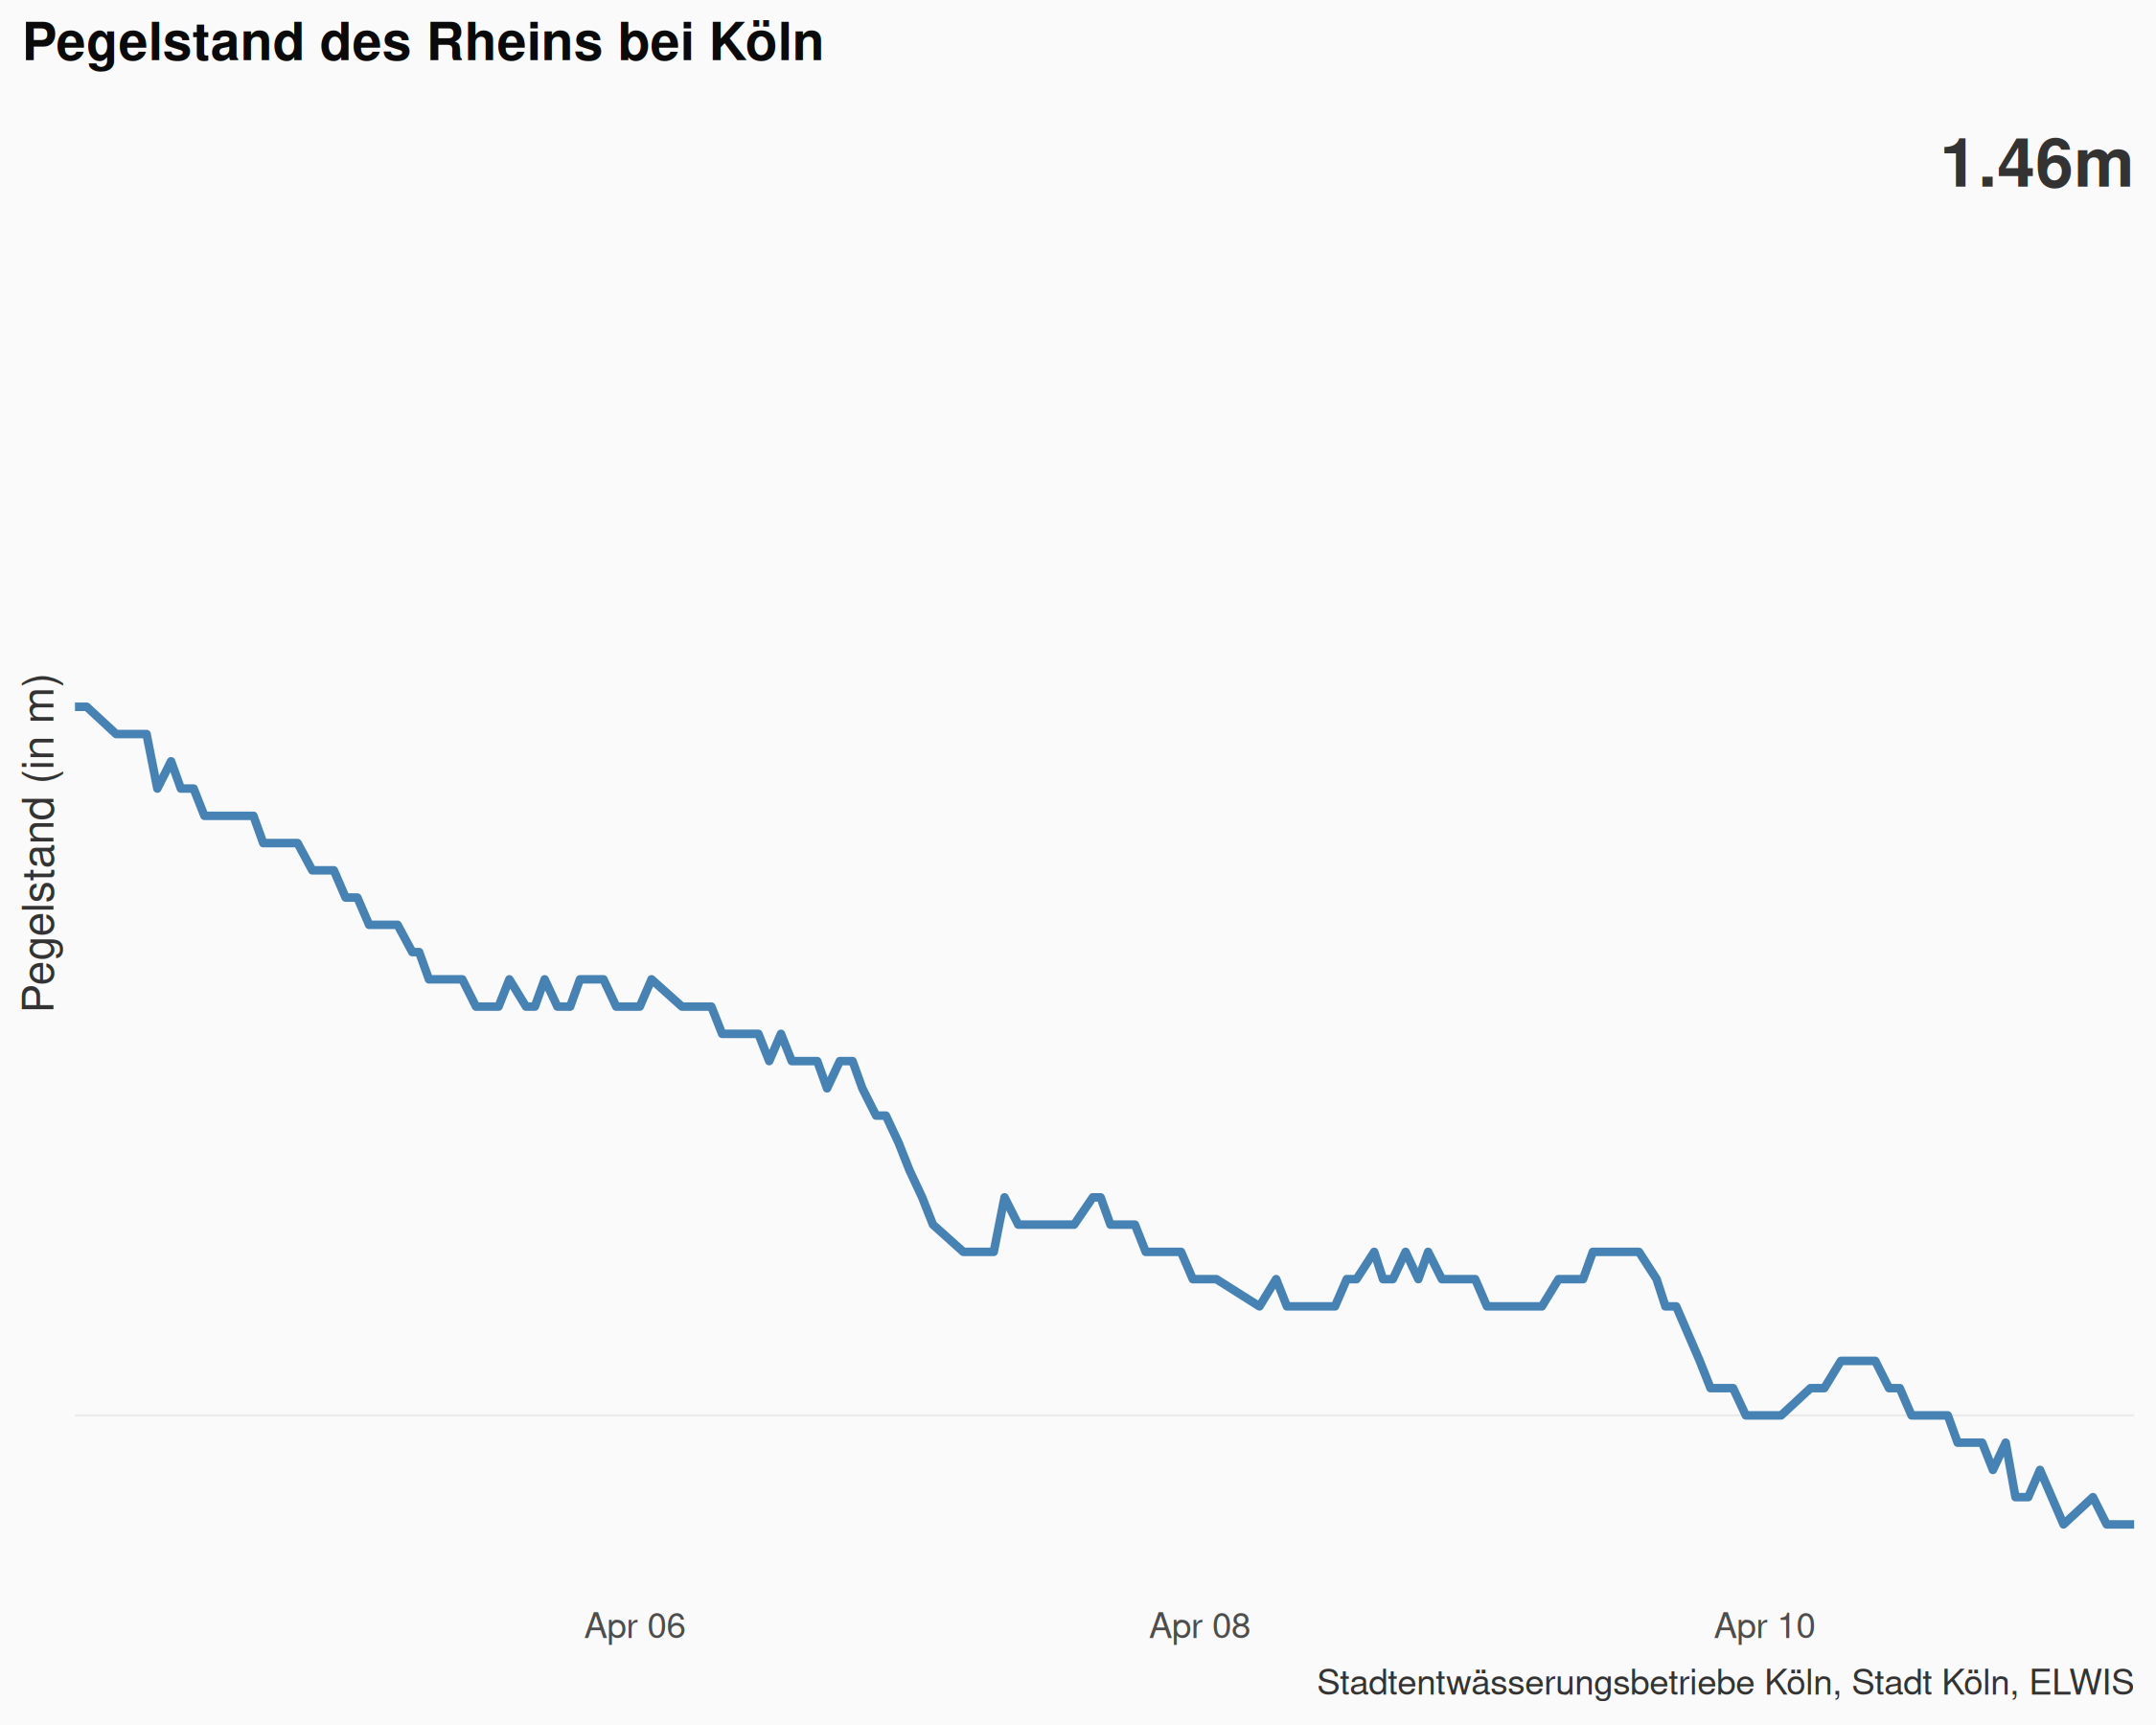 Pegelstand des Rheins bei Köln
1.46m
Pegelstand (in m)
Apr 06
Apr 08
Apr 10
Stadtentwässerungsbetriebe Köln, Stadt Köln, ELWIS